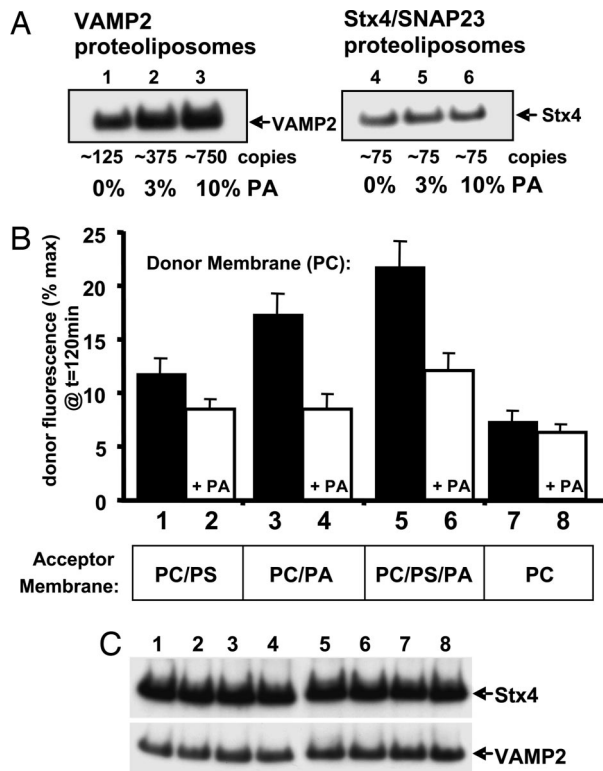 A
VAMP2
proteoliposomes
1 2 3
VAMP2
~125 ~375 ~750 copies
0% 3% 10% PA
Stx4/SNAP23
proteoliposomes
4 5 6
Stx4
~75 ~75 ~75 copies
0% 3% 10% PA
B
donor fluorescence (% max)
@ t=120min
25
20
15
10
5
0
Donor Membrane (PC):
+ PA + PA + PA + PA
1 2 3 4 5 6 7 8
Acceptor
Membrane:
PC/PS PC/PA PC/PS/PA PC
C
1 2 3 4 5 6 7 8
Stx4
VAMP2